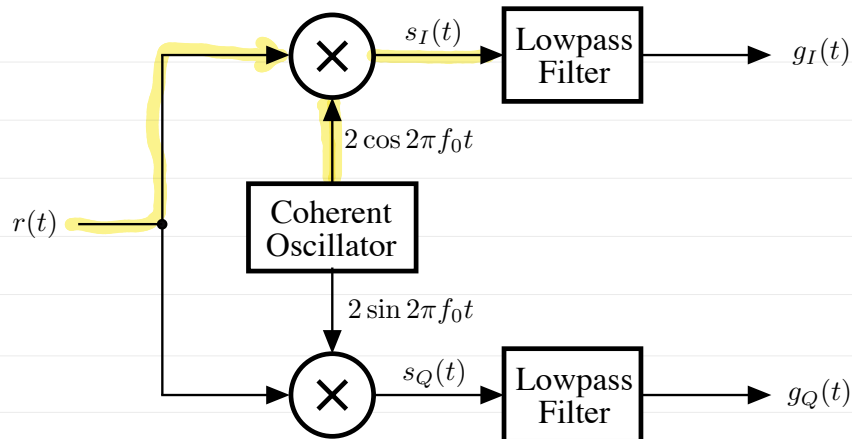 s_I(t)
Lowpass
Filter
g_I(t)
2 cos 2πf_0t
r(t)
Coherent
Oscillator
2 sin 2πf_0t
s_Q(t)
Lowpass
Filter
g_Q(t)